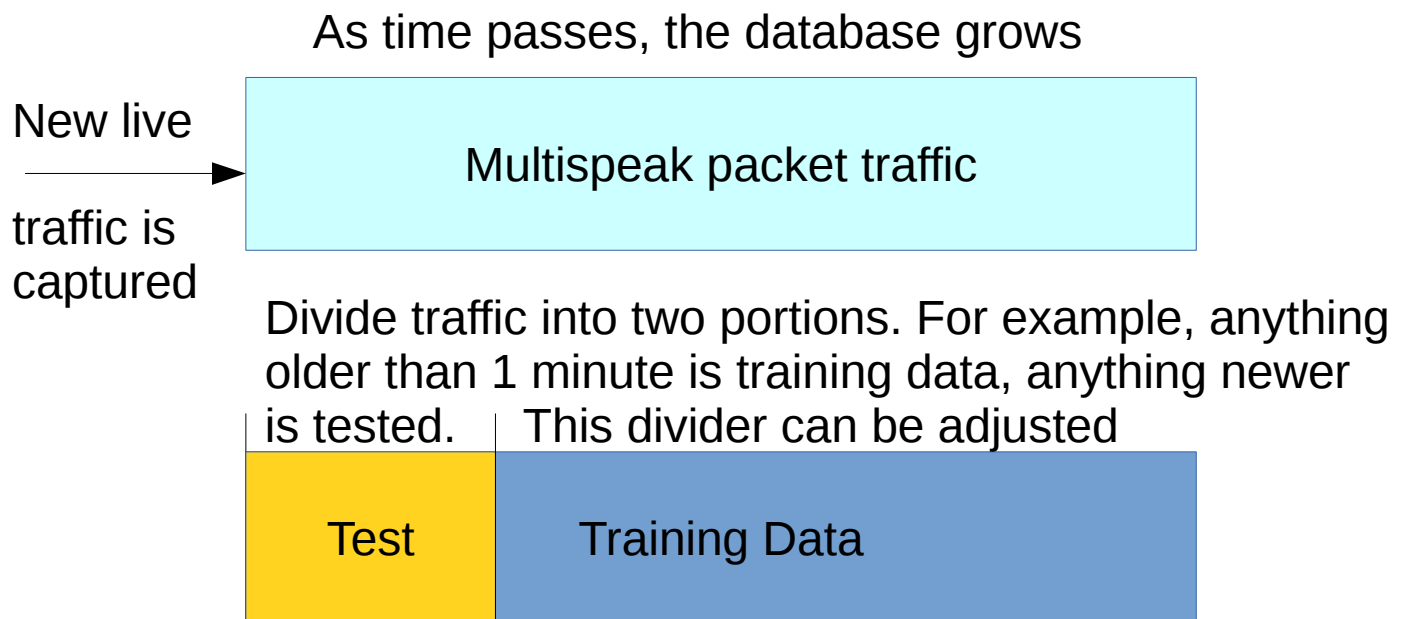 As time passes, the database grows
New live
traffic is
captured
Multispeak packet traffic
Divide traffic into two portions. For example, anything
older than 1 minute is training data, anything newer
is tested.
This divider can be adjusted
Test
Training Data